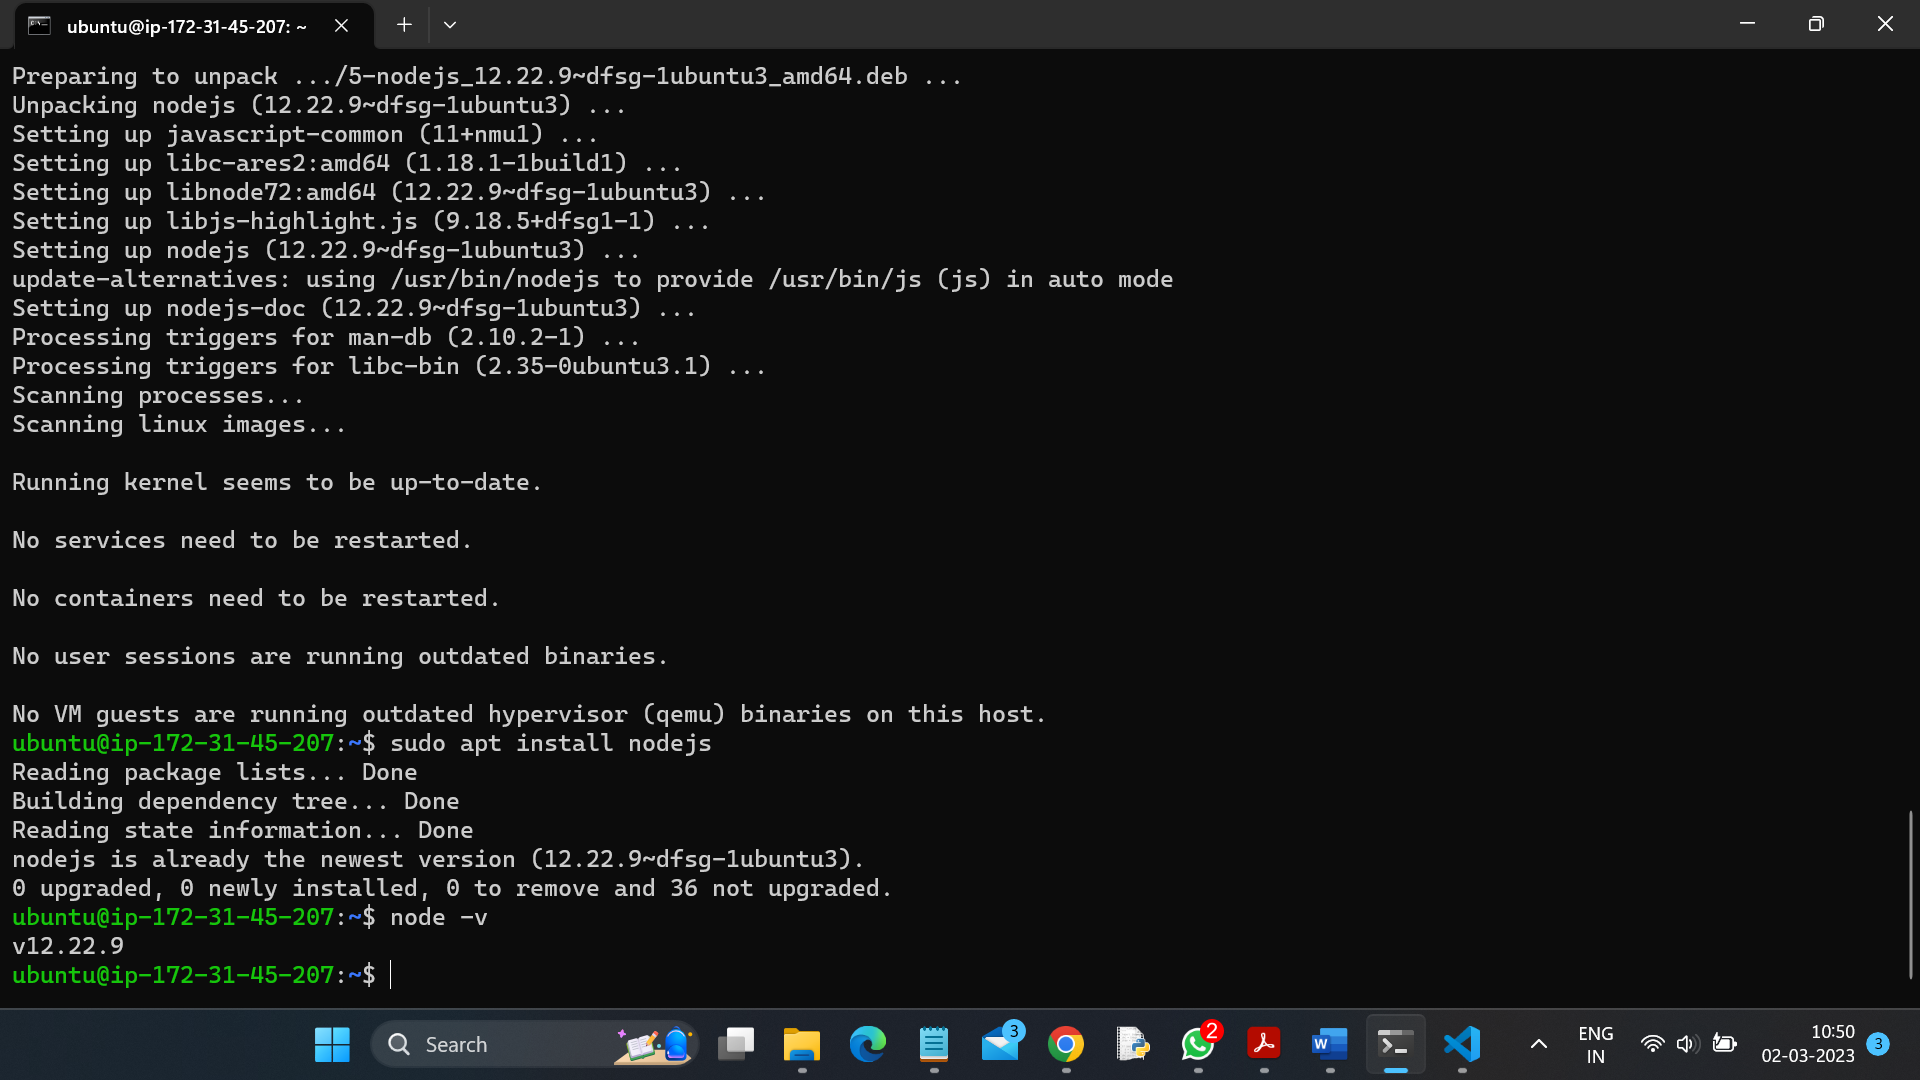 ubuntu@ip-172-31-45-207: ~
Preparing to unpack .../5-nodejs_12.22.9~dfsg-1ubuntu3_amd64.deb ...
Unpacking nodejs (12.22.9~dfsg-1ubuntu3) ...
Setting up javascript-common (11+nmu1) ...
Setting up libc-ares2:amd64 (1.18.1-1build1) ...
Setting up libnode72:amd64 (12.22.9~dfsg-1ubuntu3) ...
Setting up libjs-highlight.js (9.18.5+dfsg1-1) ...
Setting up nodejs (12.22.9~dfsg-1ubuntu3) ...
update-alternatives: using /usr/bin/nodejs to provide /usr/bin/js (js) in auto mode
Setting up nodejs-doc (12.22.9~dfsg-1ubuntu3) ...
Processing triggers for man-db (2.10.2-1) ...
Processing triggers for libc-bin (2.35-0ubuntu3.1) ...
Scanning processes...
Scanning linux images...
Running kernel seems to be up-to-date.
No services need to be restarted.
No containers need to be restarted.
No user sessions are running outdated binaries.
No VM guests are running outdated hypervisor (qemu) binaries on this host.
ubuntu@ip-172-31-45-207:~$ sudo apt install nodejs
Reading package lists... Done
Building dependency tree... Done
Reading state information... Done
nodejs is already the newest version (12.22.9~dfsg-1ubuntu3).
0 upgraded, 0 newly installed, 0 to remove and 36 not upgraded.
ubuntu@ip-172-31-45-207:~$ node -v
v12.22.9
ubuntu@ip-172-31-45-207:~$
Search
3
2
W
ENG
IN
10:50
02-03-2023
3